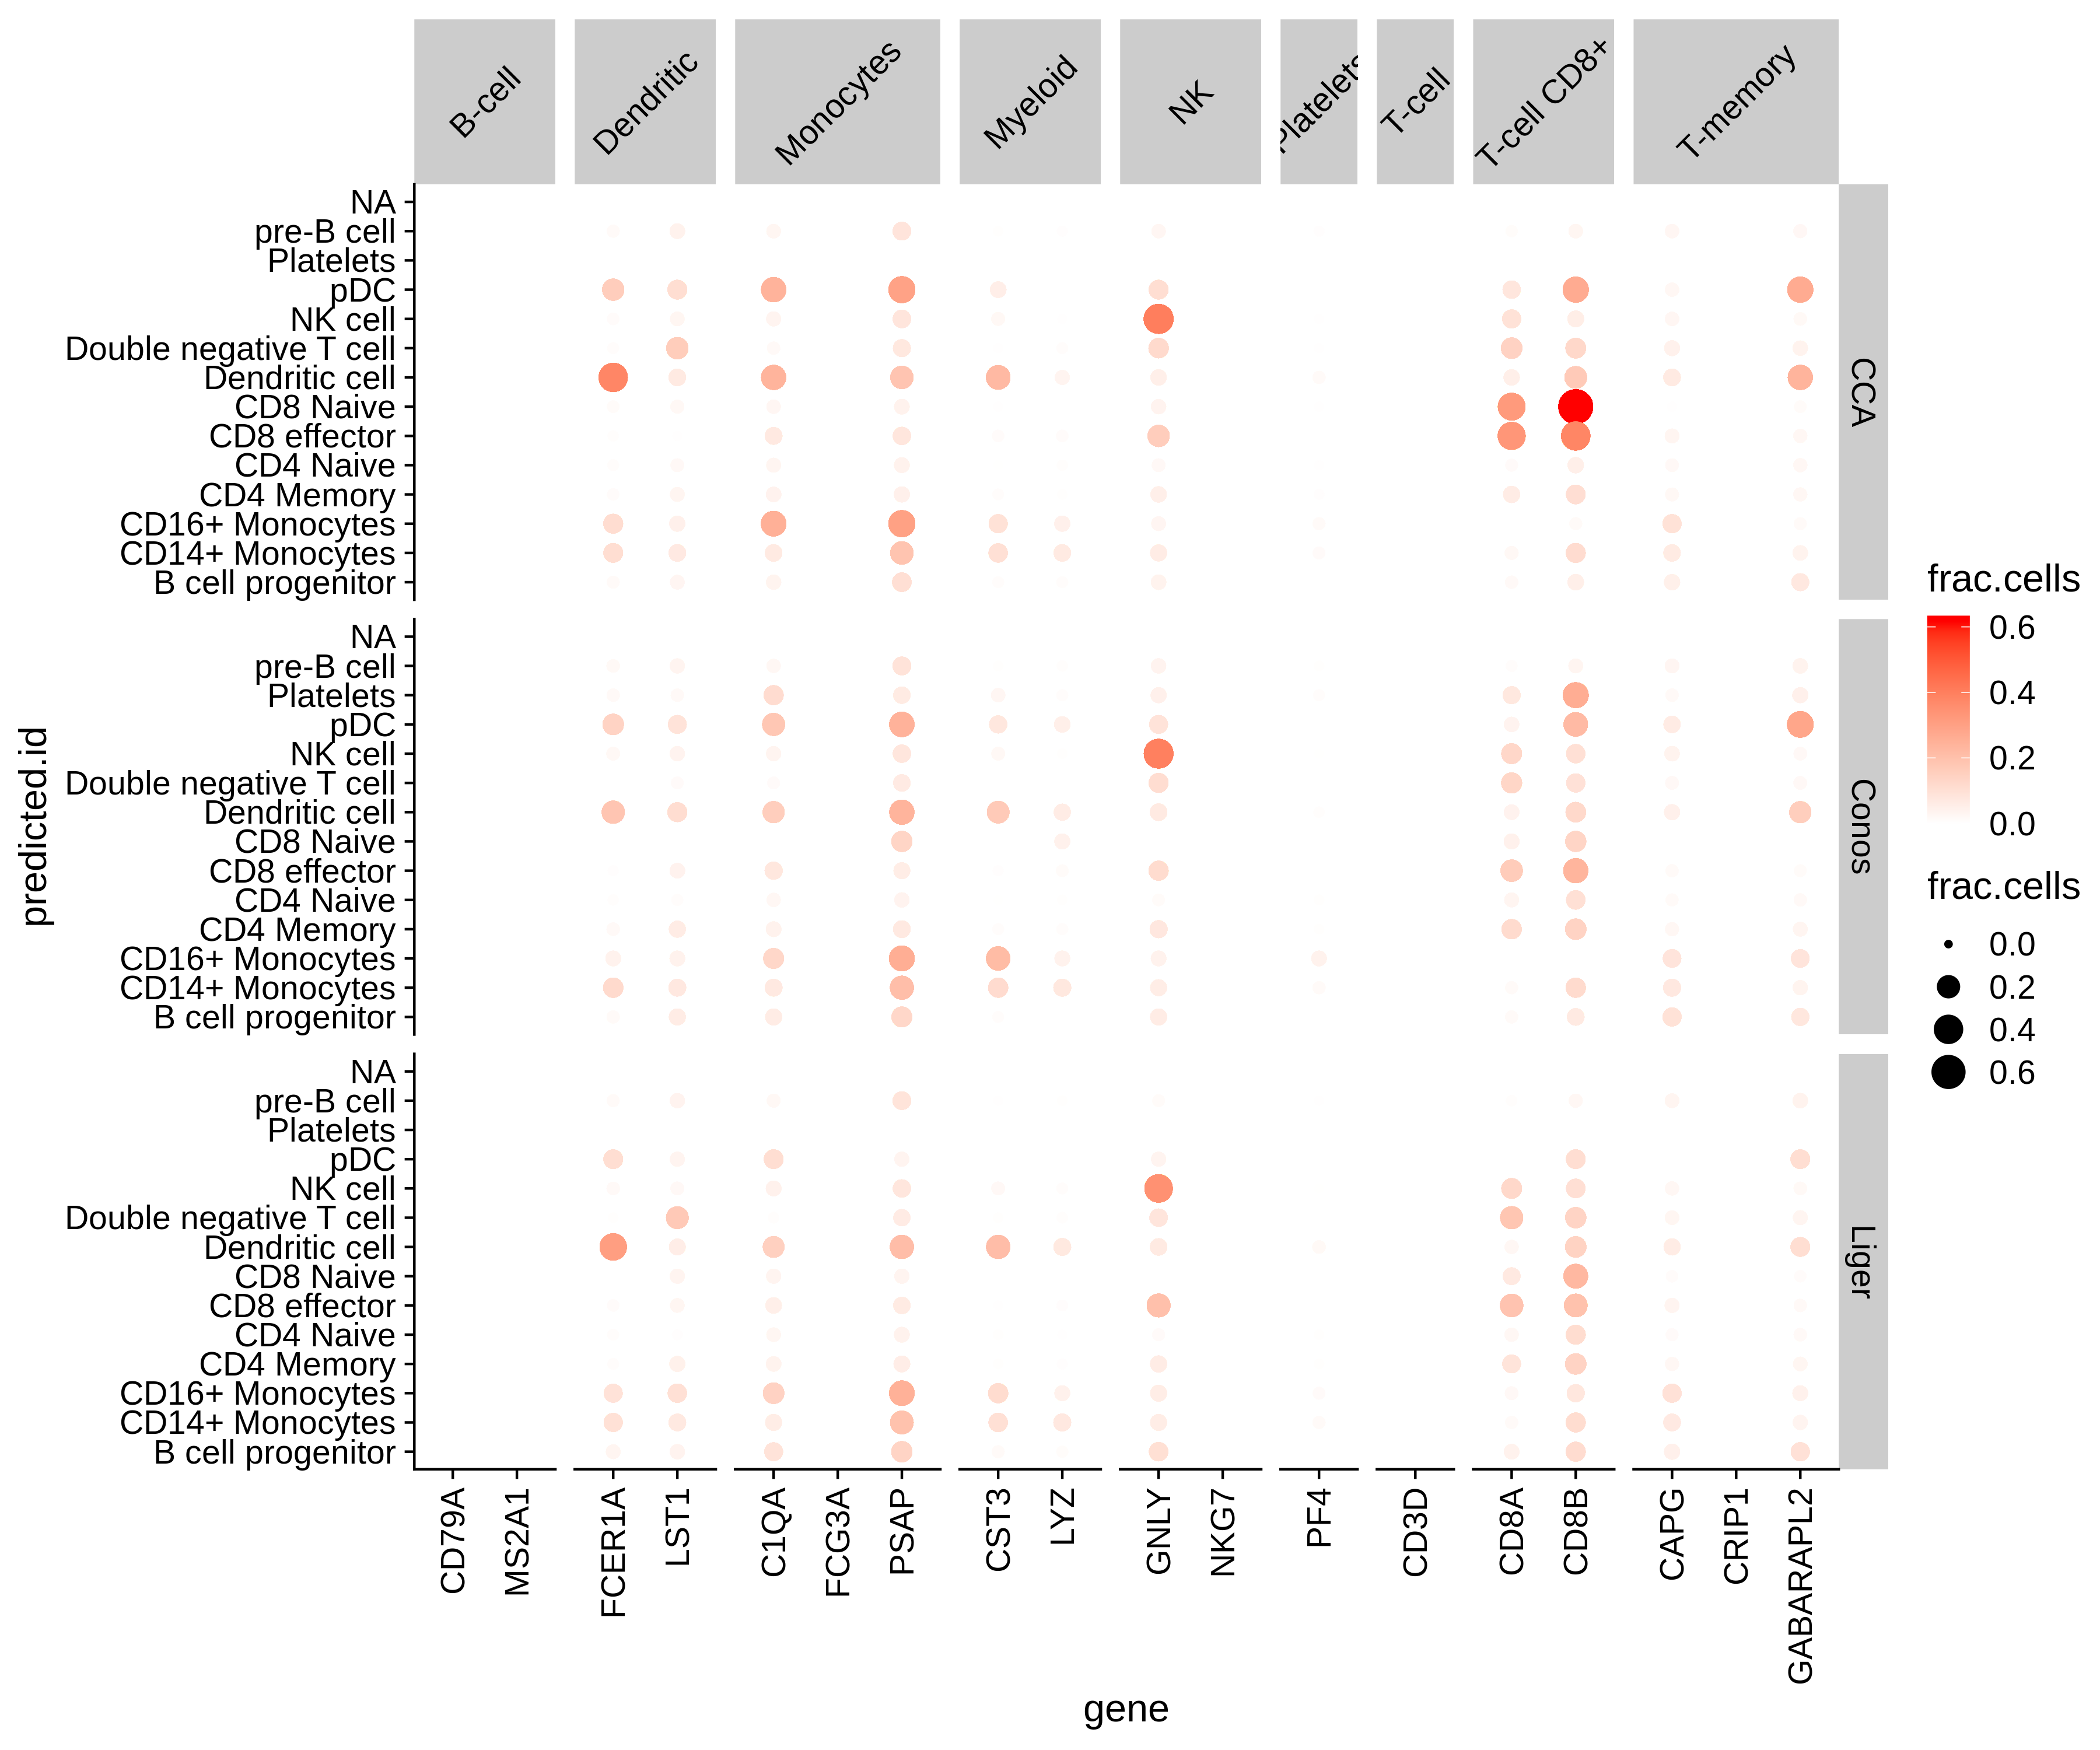 B-cell
Dendritic
Monocytes
Myeloid
NK
Platelets
T-cell
T-cell CD8+
T-memory
NA
pre-B cell
Platelets
pDC
NK cell
Double negative T cell
Dendritic cell
CD8 Naive
CD8 effector
CD4 Naive
CD4 Memory
CD16+ Monocytes
CD14+ Monocytes
B cell progenitor
CCA
NA
pre-B cell
Platelets
pDC
NK cell
Double negative T cell
Dendritic cell
CD8 Naive
CD8 effector
CD4 Naive
CD4 Memory
CD16+ Monocytes
CD14+ Monocytes
B cell progenitor
Conos
NA
pre-B cell
Platelets
pDC
NK cell
Double negative T cell
Dendritic cell
CD8 Naive
CD8 effector
CD4 Naive
CD4 Memory
CD16+ Monocytes
CD14+ Monocytes
B cell progenitor
Liger
predicted.id
CD79A
MS2A1
FCER1A
LST1
C1QA
FCG3A
PSAP
CST3
LYZ
GNLY
NKG7
PF4
CD3D
CD8A
CD8B
CAPG
CRIP1
GABARAPL2
gene
frac.cells
0.6
0.4
0.2
0.0
frac.cells
0.0
0.2
0.4
0.6